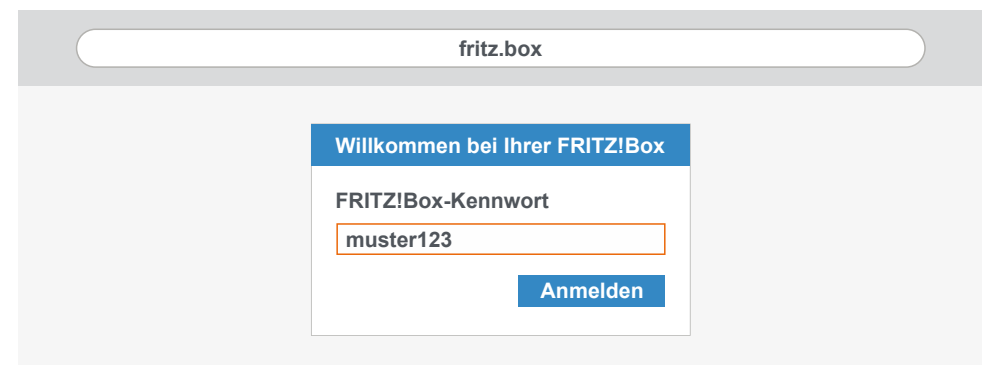 fritz.box
Willkommen bei Ihrer FRITZ!Box
FRITZ!Box-Kennwort
muster123
Anmelden